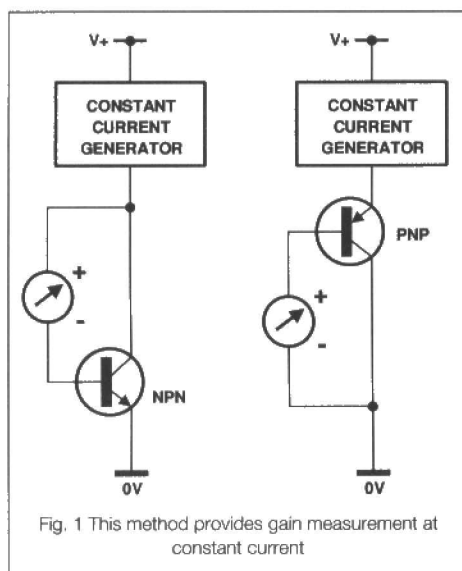 V+
CONSTANT
CURRENT
GENERATOR
+
-
NPN
0V
V+
CONSTANT
CURRENT
GENERATOR
PNP
+
-
0V
Fig. 1 This method provides gain measurement at
constant current